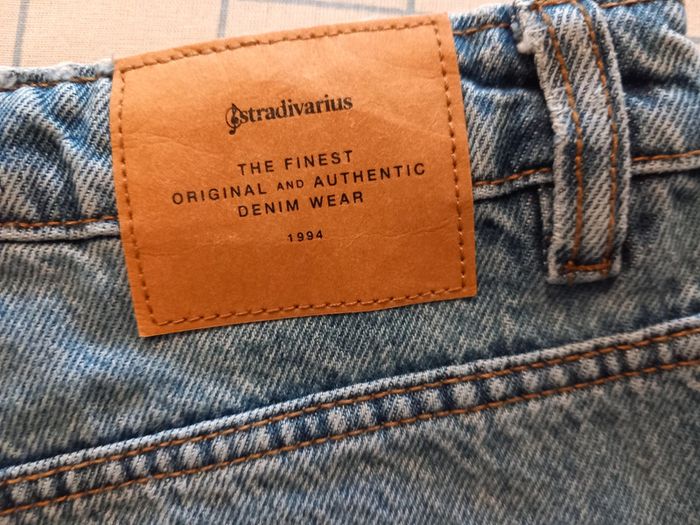 stradivarius
THE FINEST
ORIGINAL AND AUTHENTIC
DENIM WEAR
1994